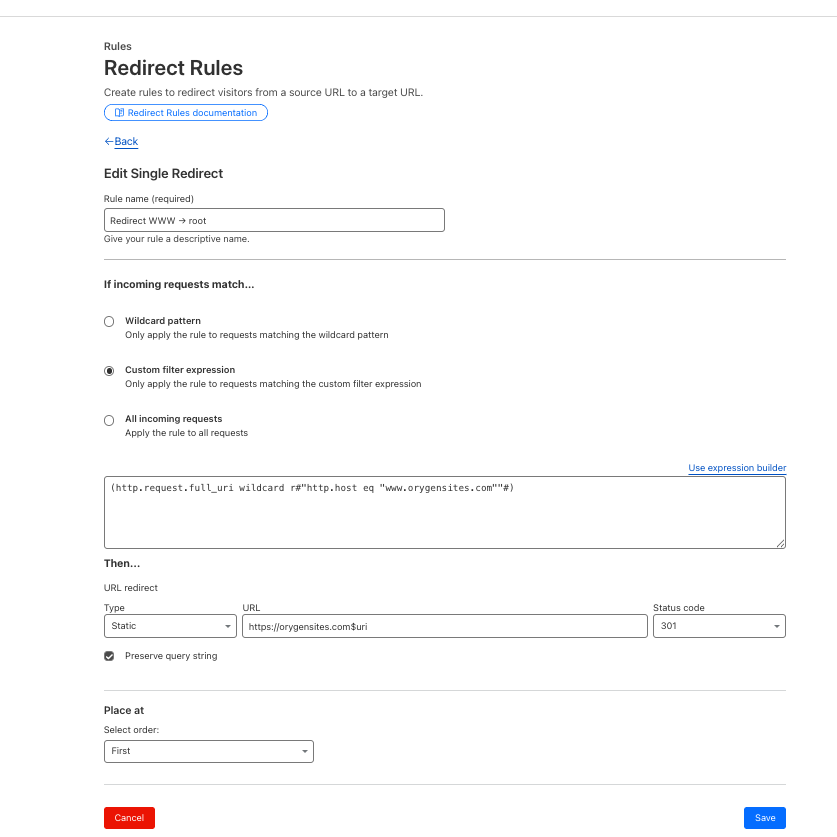 Rules
Redirect Rules
Create rules to redirect visitors from a source URL to a target URL.
Redirect Rules documentation
←Back
Edit Single Redirect
Rule name (required)
Redirect WWW → root
Give your rule a descriptive name.
If incoming requests match...
Wildcard pattern
Only apply the rule to requests matching the wildcard pattern
Custom filter expression
Only apply the rule to requests matching the custom filter expression
All incoming requests
Apply the rule to all requests
Use expression builder
(http.request.full_uri wildcard r#"http.host eq "www.orygensites.com""#)
Then...
URL redirect
Type URL Status code
Static https://orygensites.com$uri 301
Preserve query string
Place at
Select order:
First
Cancel Save